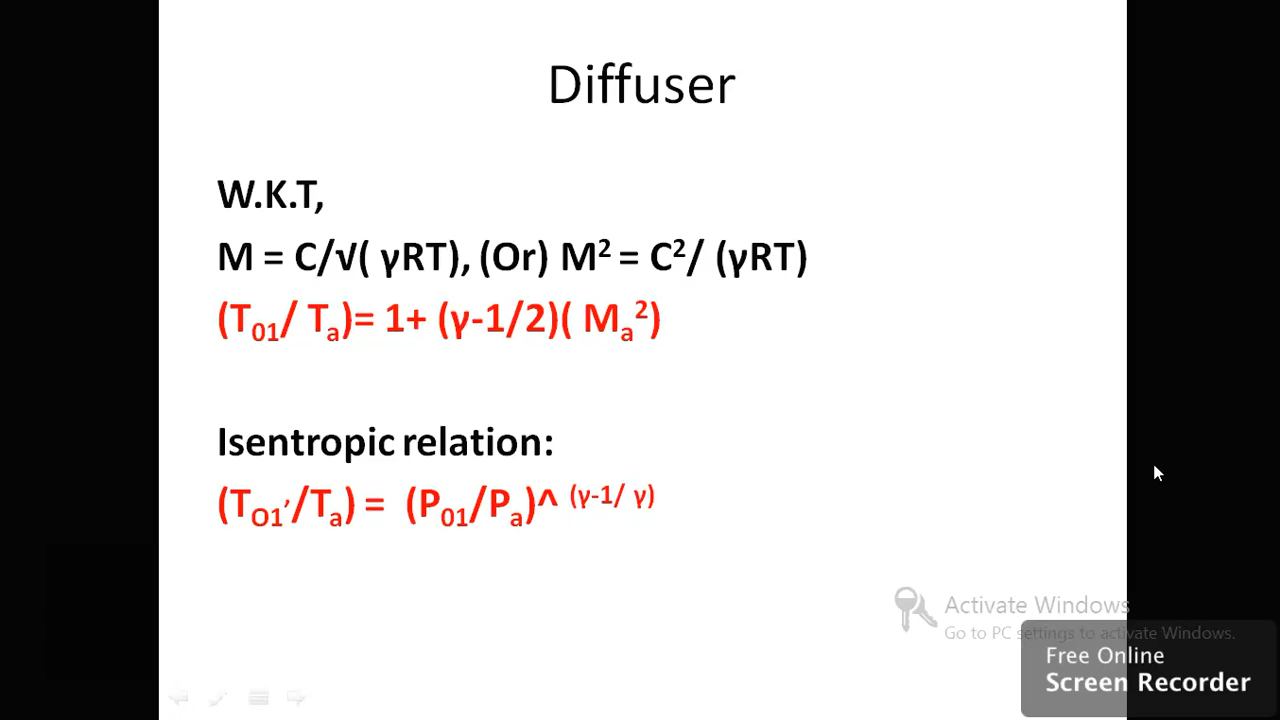 Diffuser
W.K.T,
M = C/√( γRT), (Or) M² = C²/ (γRT)
(T₀₁/ Tₐ)= 1+ (γ-1/2)( Mₐ²)
Isentropic relation:
(T_O1'/Tₐ) = (P₀₁/Pₐ)^ (γ-1/ γ)
Activate Windows
Go to PC settings to activate Windows.
Free Online
Screen Recorder